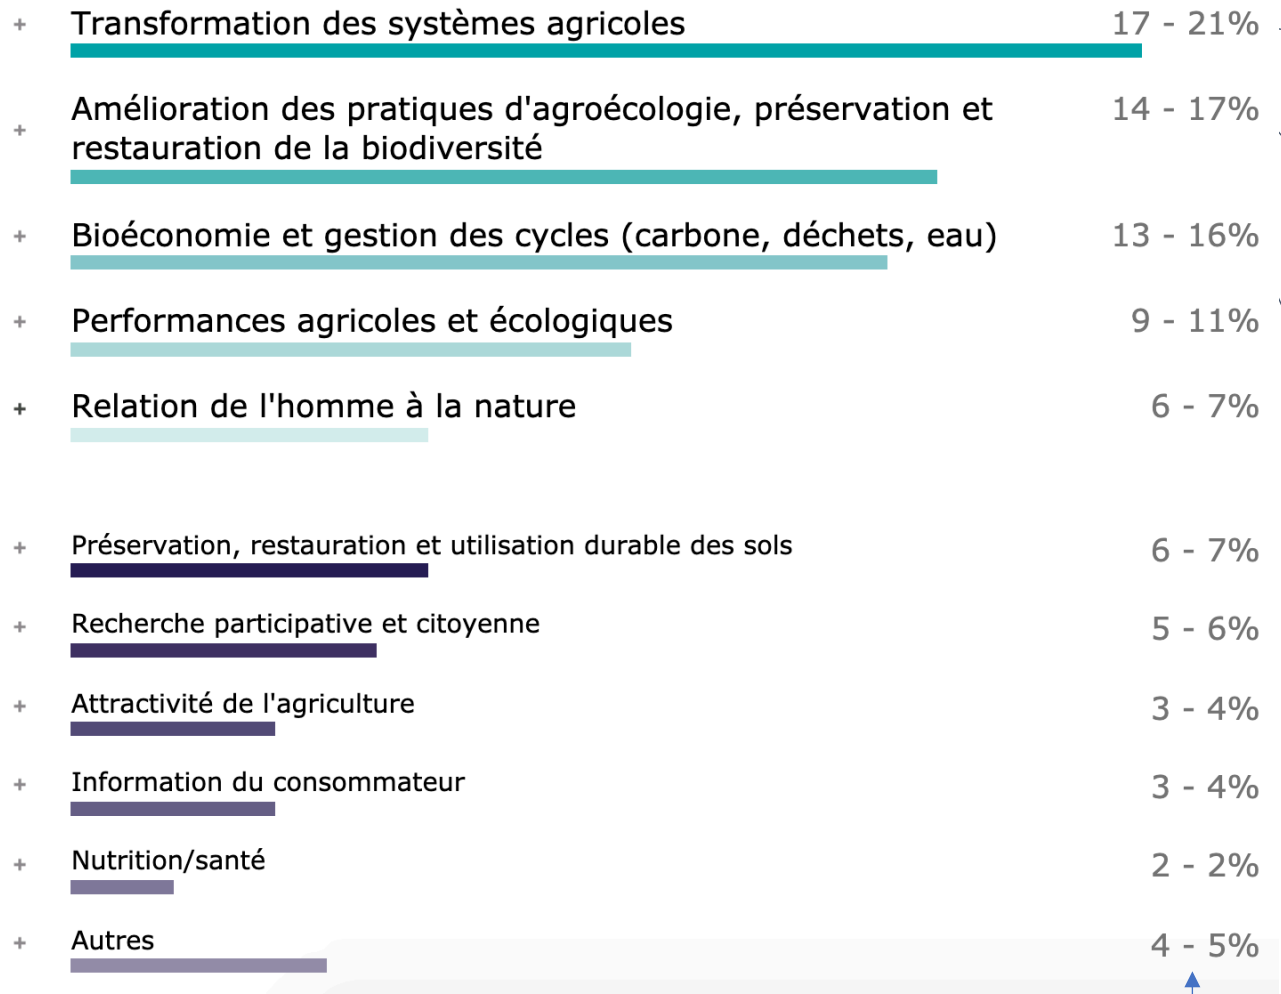 + Transformation des systèmes agricoles 17 - 21%
Amélioration des pratiques d'agroécologie, préservation et 14 - 17%
+ restauration de la biodiversité
+ Bioéconomie et gestion des cycles (carbone, déchets, eau) 13 - 16%
+ Performances agricoles et écologiques 9 - 11%
+ Relation de l'homme à la nature 6 - 7%
+ Préservation, restauration et utilisation durable des sols 6 - 7%
+ Recherche participative et citoyenne 5 - 6%
+ Attractivité de l'agriculture 3 - 4%
+ Information du consommateur 3 - 4%
+ Nutrition/santé 2 - 2%
+ Autres 4 - 5%